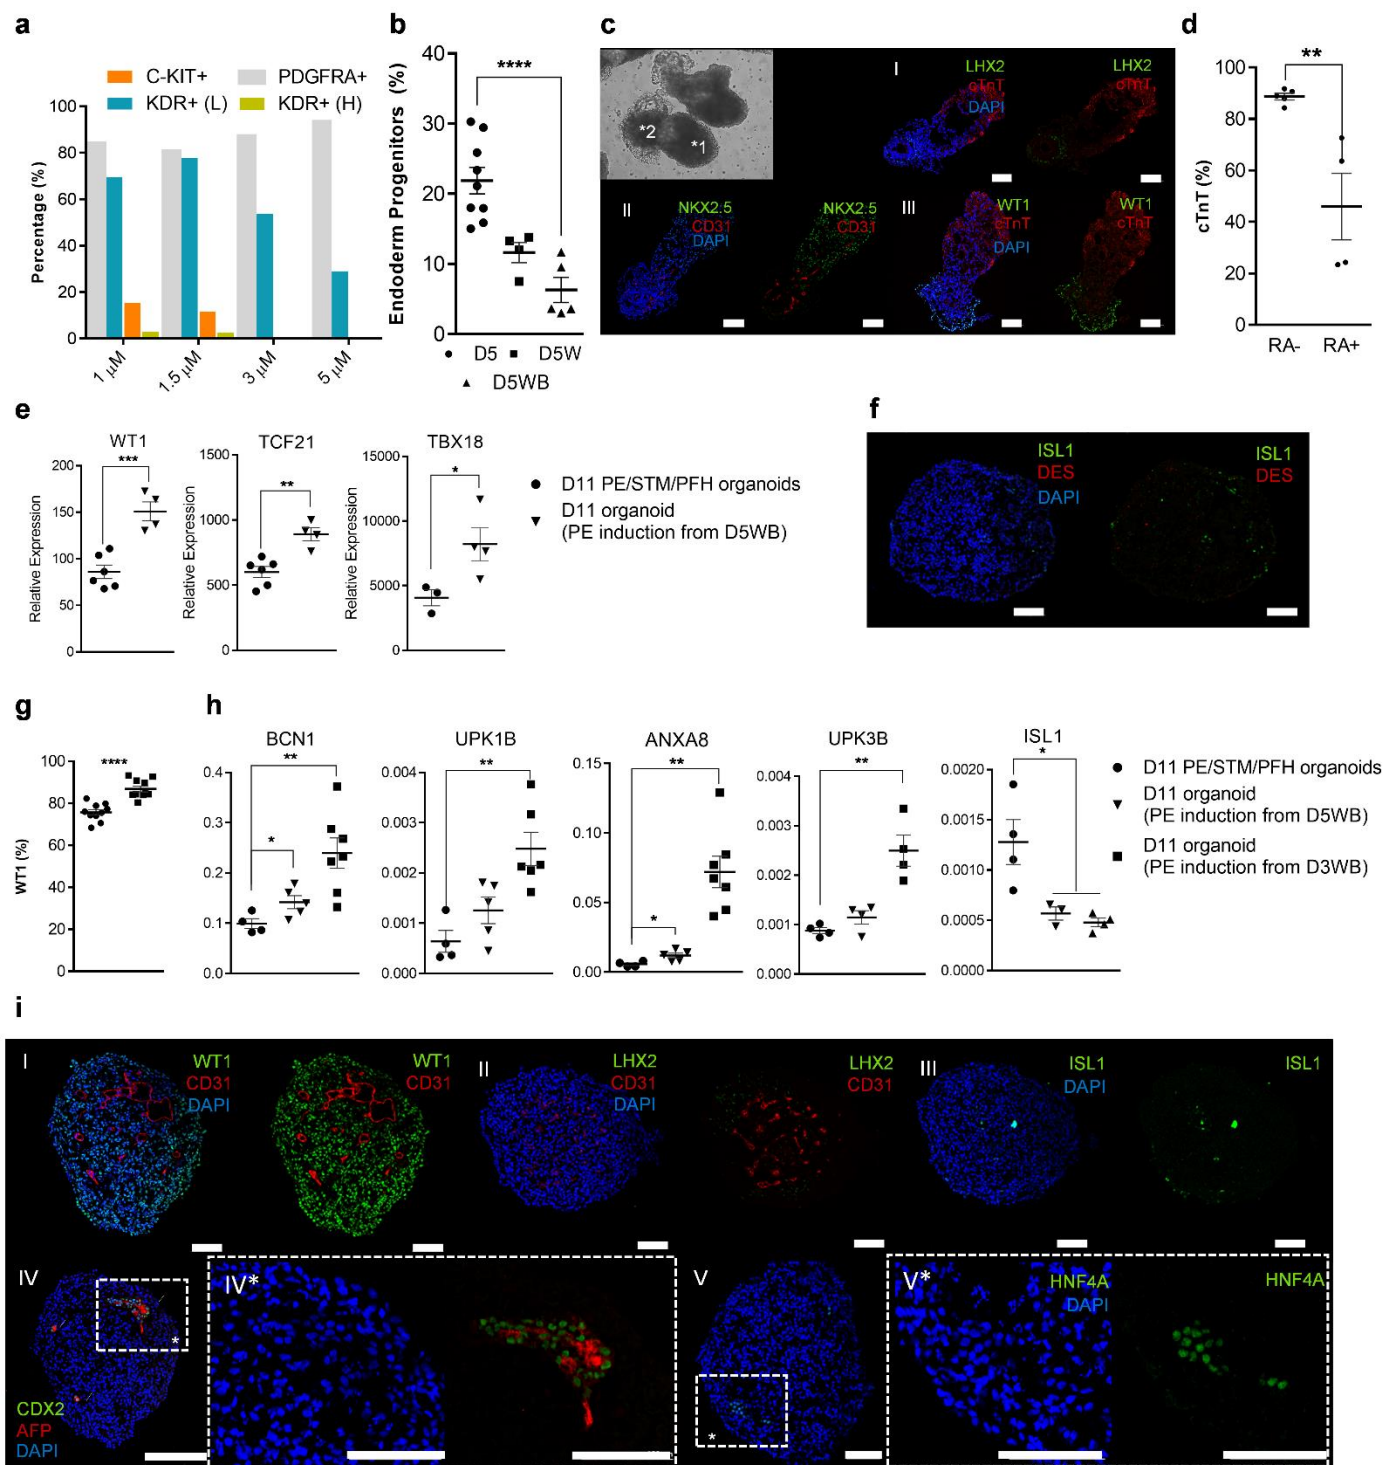 a
C-KIT+
PDGFRA+
KDR+ (L)
KDR+ (H)
Percentage (%)
100
80
60
40
20
0
1 µM
1.5 µM
3 µM
5 µM
b
Endoderm Progenitors (%)
40
30
20
10
0
****
D5
D5W
D5WB
c
*2
*1
I
LHX2
cTnT
DAPI
LHX2
cTnT
II
NKX2.5
CD31
DAPI
NKX2.5
CD31
III
WT1
cTnT
DAPI
WT1
cTnT
d
cTnT (%)
100
80
60
40
20
0
**
RA-
RA+
e
WT1
Relative Expression
200
150
100
50
0
***
TCF21
Relative Expression
1500
1000
500
0
**
TBX18
Relative Expression
15000
10000
5000
0
*
D11 PE/STM/PFH organoids
D11 organoid
(PE induction from D5WB)
f
ISL1
DES
DAPI
ISL1
DES
g
WT1 (%)
100
80
60
40
20
0
****
h
BCN1
0.4
0.3
0.2
0.1
0.0
**
*
UPK1B
0.004
0.003
0.002
0.001
0.000
**
ANXA8
0.15
0.10
0.05
0.00
**
*
UPK3B
0.004
0.003
0.002
0.001
0.000
**
ISL1
0.0020
0.0015
0.0010
0.0005
0.0000
*
D11 PE/STM/PFH organoids
D11 organoid
(PE induction from D5WB)
D11 organoid
(PE induction from D3WB)
i
I
WT1
CD31
DAPI
WT1
CD31
II
LHX2
CD31
DAPI
LHX2
CD31
III
ISL1
DAPI
ISL1
IV
*
CDX2
AFP
DAPI
IV*
V
*
V*
HNF4A
DAPI
HNF4A